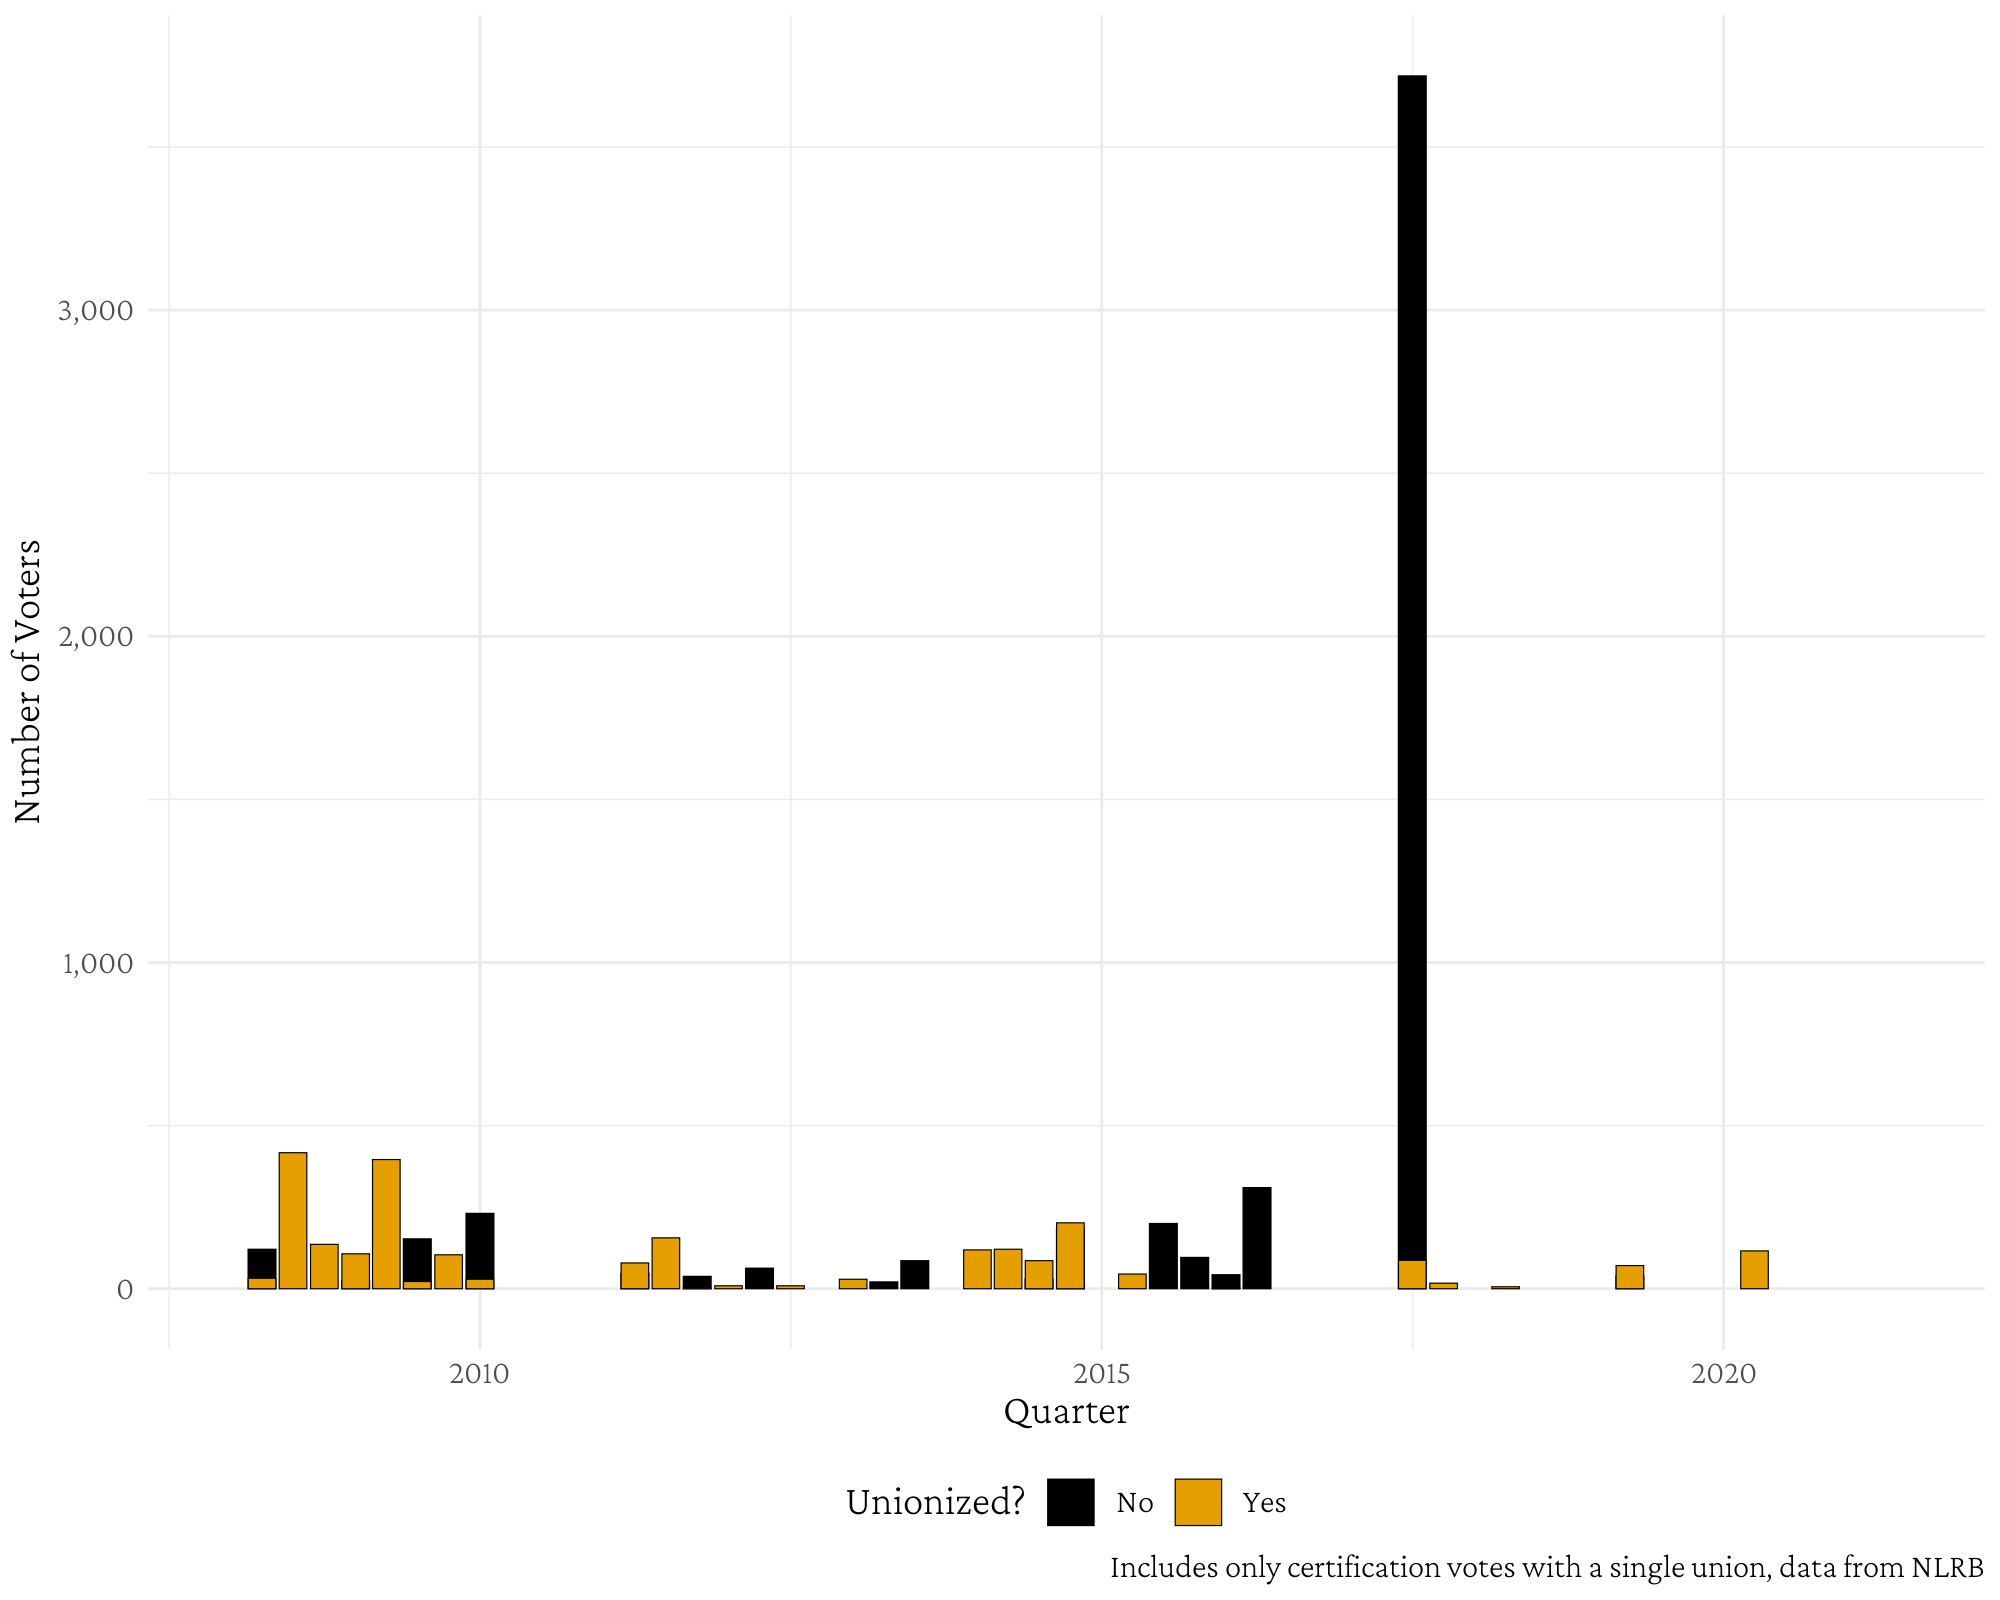 Number of Voters
3,000
2,000
1,000
0
2010 2015 2020
Quarter
Unionized? No Yes
Includes only certification votes with a single union, data from NLRB